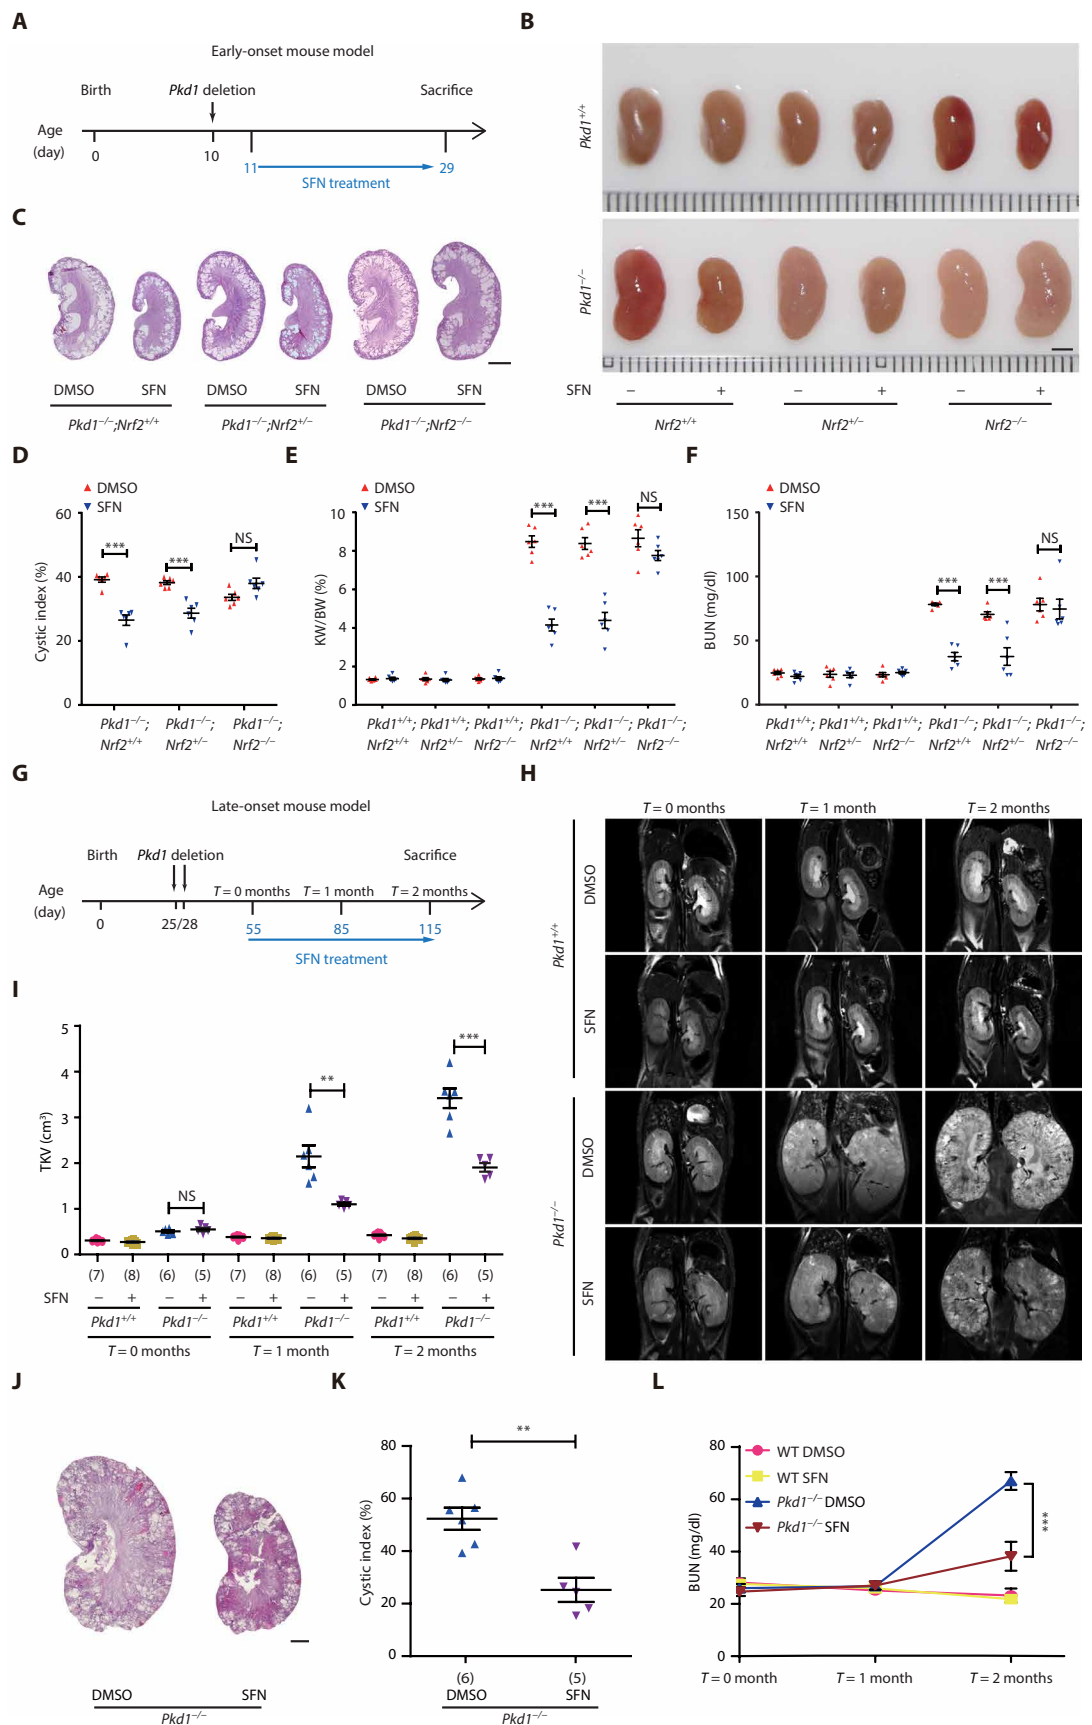 A
Early-onset mouse model
Birth
Pkd1 deletion
Sacrifice
Age
(day)
0
10
11
29
SFN treatment
B
Pkd1+/+
Pkd1−/−
SFN
− + − + − +
Nrf2+/+ Nrf2+/− Nrf2−/−
C
DMSO SFN DMSO SFN DMSO SFN
Pkd1−/−;Nrf2+/+ Pkd1−/−;Nrf2+/− Pkd1−/−;Nrf2−/−
D
DMSO
SFN
Cystic index (%)
60
40
20
0
*** *** NS
Pkd1−/−; Pkd1−/−; Pkd1−/−;
Nrf2+/+ Nrf2+/− Nrf2−/−
E
DMSO
SFN
KW/BW (%)
10
8
6
4
2
0
*** *** NS
Pkd1+/+; Pkd1+/+; Pkd1+/+; Pkd1−/−; Pkd1−/−; Pkd1−/−;
Nrf2+/+ Nrf2+/− Nrf2−/− Nrf2+/+ Nrf2+/− Nrf2−/−
F
DMSO
SFN
BUN (mg/dl)
150
100
50
0
*** *** NS
Pkd1+/+; Pkd1+/+; Pkd1+/+; Pkd1−/−; Pkd1−/−; Pkd1−/−;
Nrf2+/+ Nrf2+/− Nrf2−/− Nrf2+/+ Nrf2+/− Nrf2−/−
G
Late-onset mouse model
Birth
Pkd1 deletion
Sacrifice
T = 0 months T = 1 month T = 2 months
Age
(day)
0
25/28
55
85
115
SFN treatment
H
T = 0 months T = 1 month T = 2 months
Pkd1+/+
DMSO
SFN
Pkd1−/−
DMSO
SFN
I
TKV (cm3)
5
4
3
2
1
0
NS ** ***
(7) (8) (6) (5) (7) (8) (6) (5) (7) (8) (6) (5)
SFN − + − + − + − + − + − +
Pkd1+/+ Pkd1−/− Pkd1+/+ Pkd1−/− Pkd1+/+ Pkd1−/−
T = 0 months T = 1 month T = 2 months
J
DMSO SFN
Pkd1−/−
K
Cystic index (%)
80
60
40
20
0
**
(6) (5)
DMSO SFN
Pkd1−/−
L
BUN (mg/dl)
80
60
40
20
0
WT DMSO
WT SFN
Pkd1−/− DMSO
Pkd1−/− SFN
***
T = 0 month T = 1 month T = 2 months